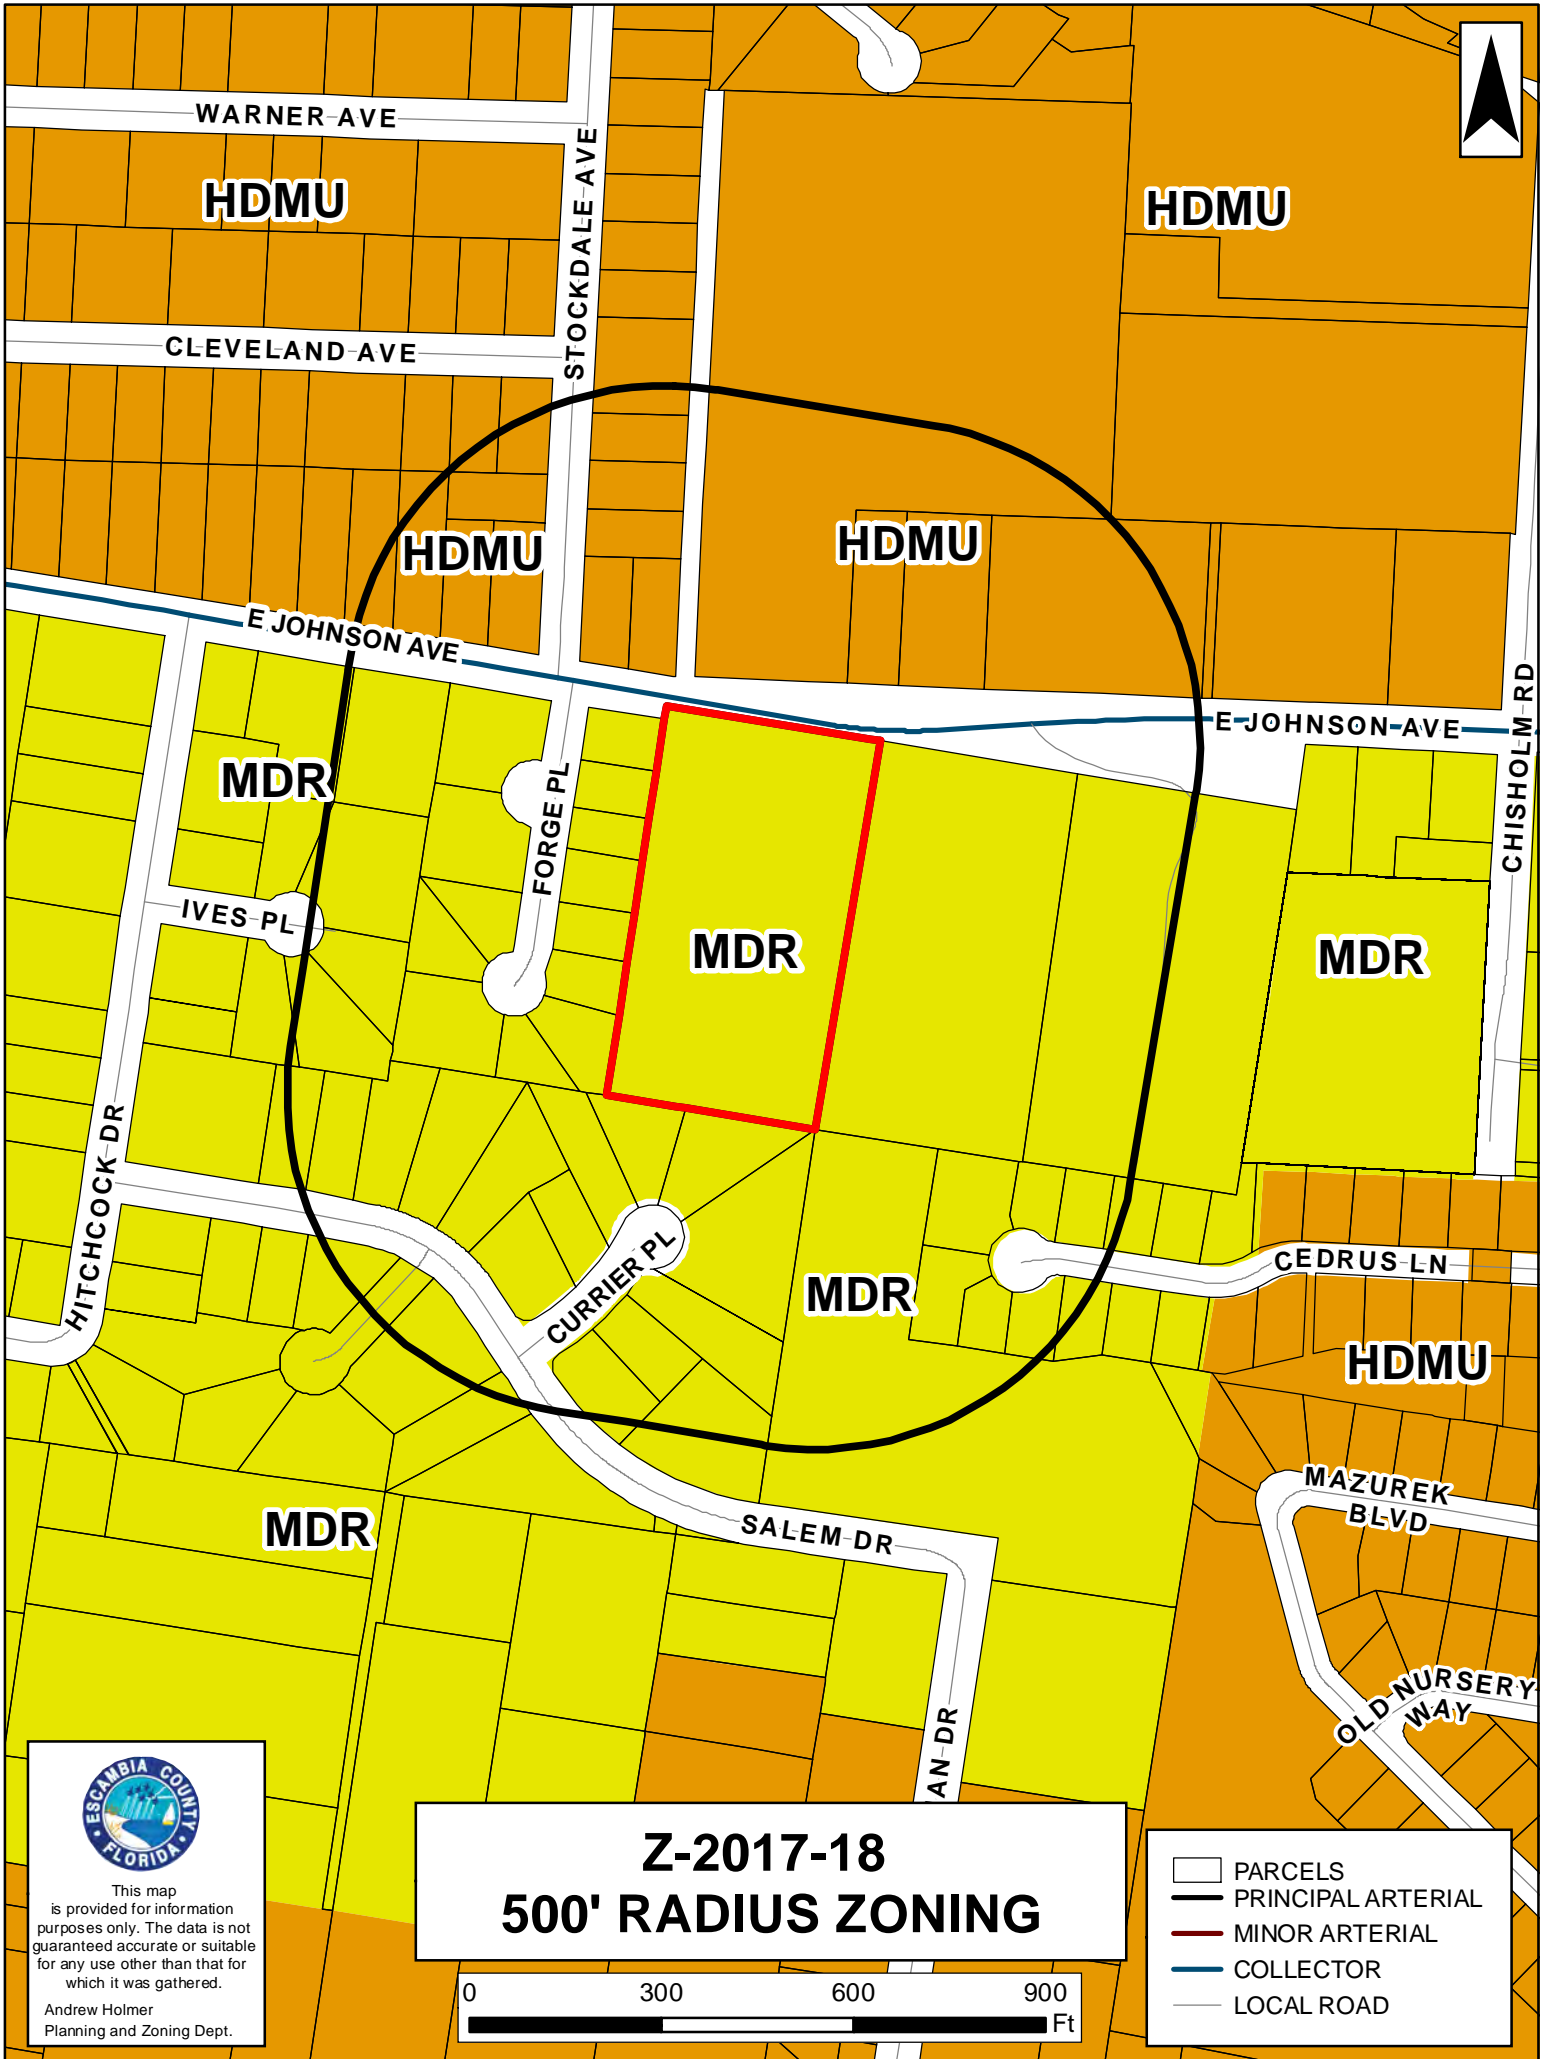 WARNER AVE
HDMU
HDMU
STOCKDALE AVE
CLEVELAND AVE
HDMU
HDMU
E JOHNSON AVE
E JOHNSON AVE
CHISHOLM RD
MDR
FORGE PL
IVES PL
MDR
MDR
HITCHCOCK DR
CURRIER PL
MDR
CEDRUS LN
HDMU
MAZUREK
BLVD
MDR
SALEM DR
OLD NURSERY
WAY
AN DR
ESCAMBIA COUNTY
FLORIDA
This map
is provided for information
purposes only. The data is not
guaranteed accurate or suitable
for any use other than that for
which it was gathered.
Andrew Holmer
Planning and Zoning Dept.
Z-2017-18
500' RADIUS ZONING
0 300 600 900
Ft
PARCELS
PRINCIPAL ARTERIAL
MINOR ARTERIAL
COLLECTOR
LOCAL ROAD